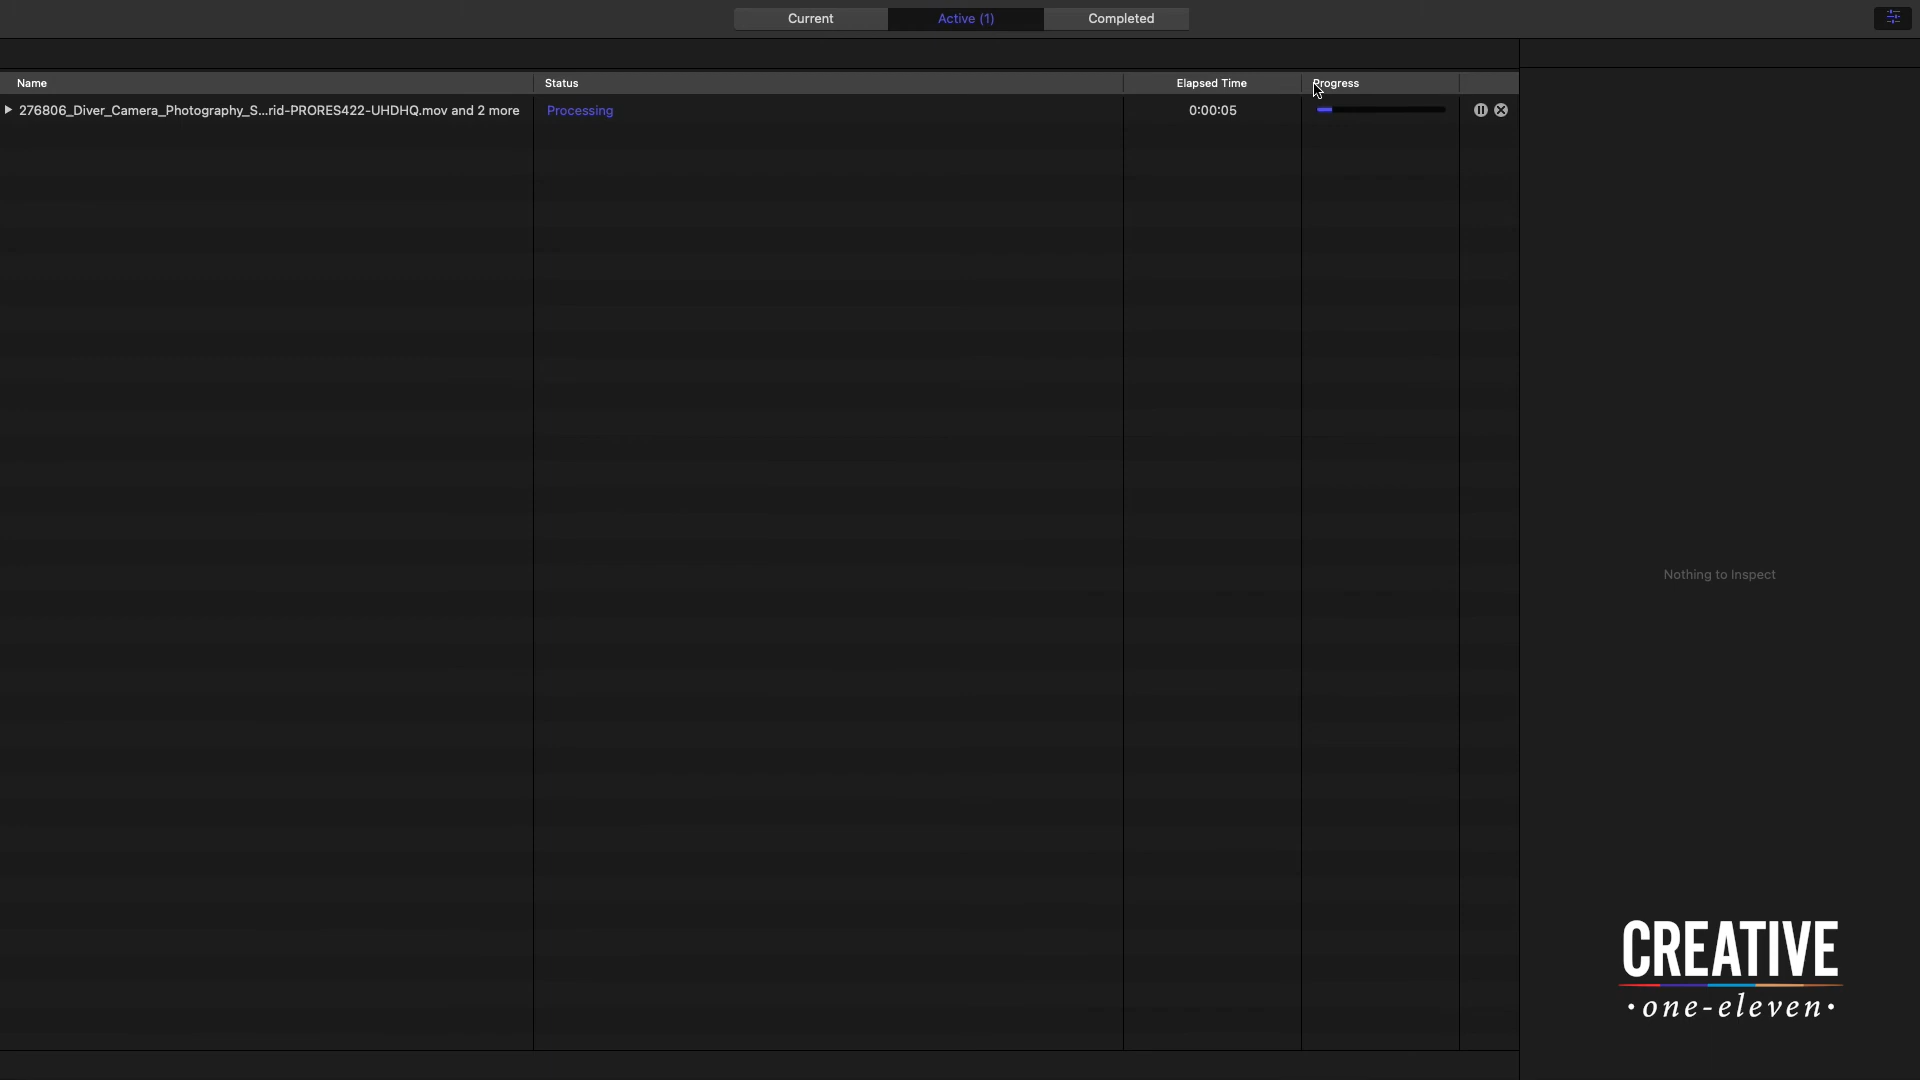 Current
Active (1)
Completed
Name
Status
Elapsed Time
Progress
276806_Diver_Camera_Photography_S...rid-PRORES422-UHDHQ.mov and 2 more
Processing
0:00:05
Nothing to Inspect
CREATIVE
·one-eleven·